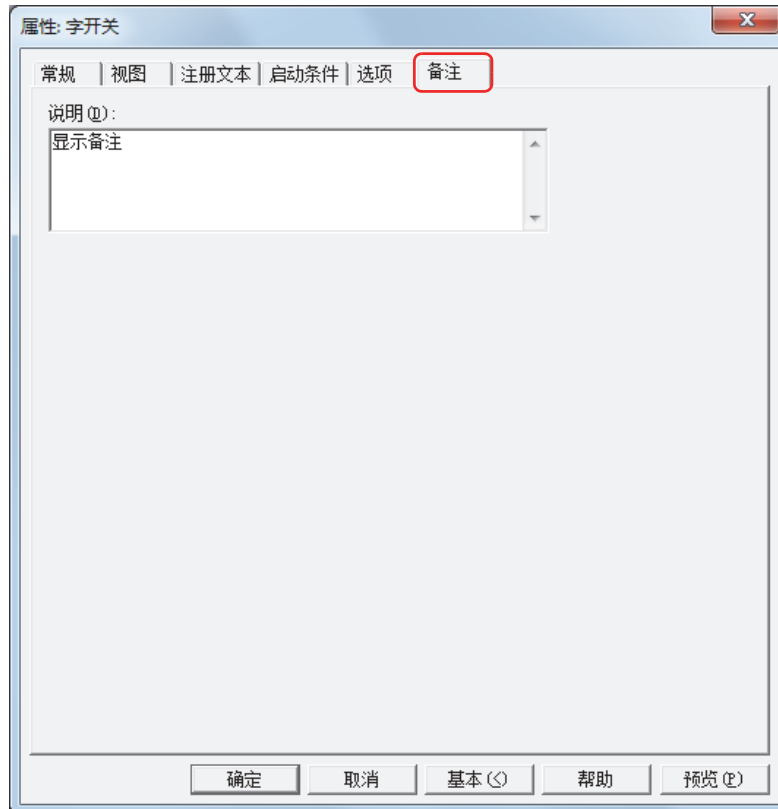 属性: 字开关
常规 视图 注册文本 启动条件 选项 备注
说明(D):
显示备注
确定 取消 基本(<) 帮助 预览(P)